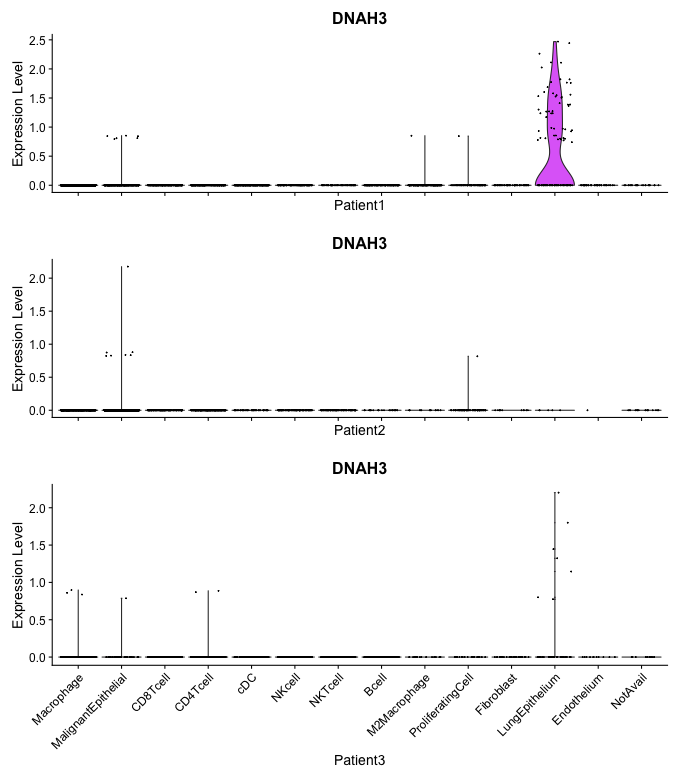 DNAH3
Expression Level
2.5
2.0
1.5
1.0
0.5
0.0
Patient1
DNAH3
Expression Level
2.0
1.5
1.0
0.5
0.0
Patient2
DNAH3
Expression Level
2.0
1.5
1.0
0.5
0.0
Macrophage
MalignantEpithelial
CD8Tcell
CD4Tcell
cDC
NKcell
NKTcell
Bcell
M2Macrophage
ProliferatingCell
Fibroblast
LungEpithelium
Endothelium
NotAvail
Patient3